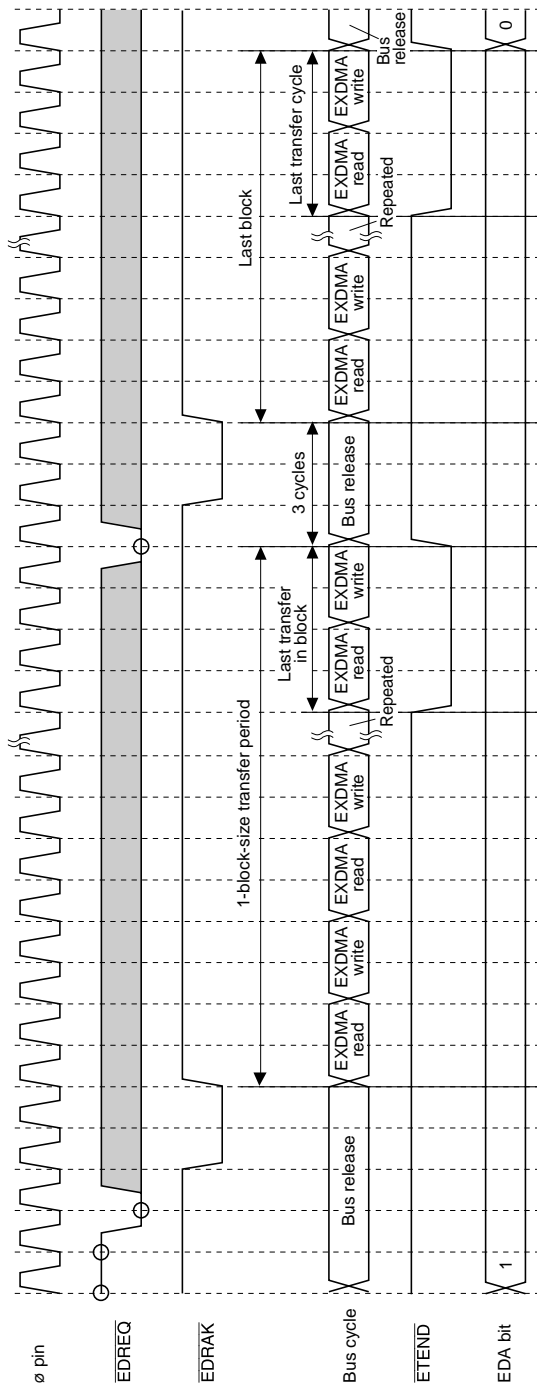 ø pin
EDREQ
EDRAK
1-block-size transfer period
Last transfer
in block
3 cycles
Last block
Last transfer cycle
Bus cycle
Bus release
EXDMA
read
EXDMA
write
EXDMA
read
EXDMA
write
Repeated
EXDMA
read
EXDMA
write
Bus release
EXDMA
read
EXDMA
write
Repeated
EXDMA
read
EXDMA
write
Bus
release
ETEND
EDA bit
1
0